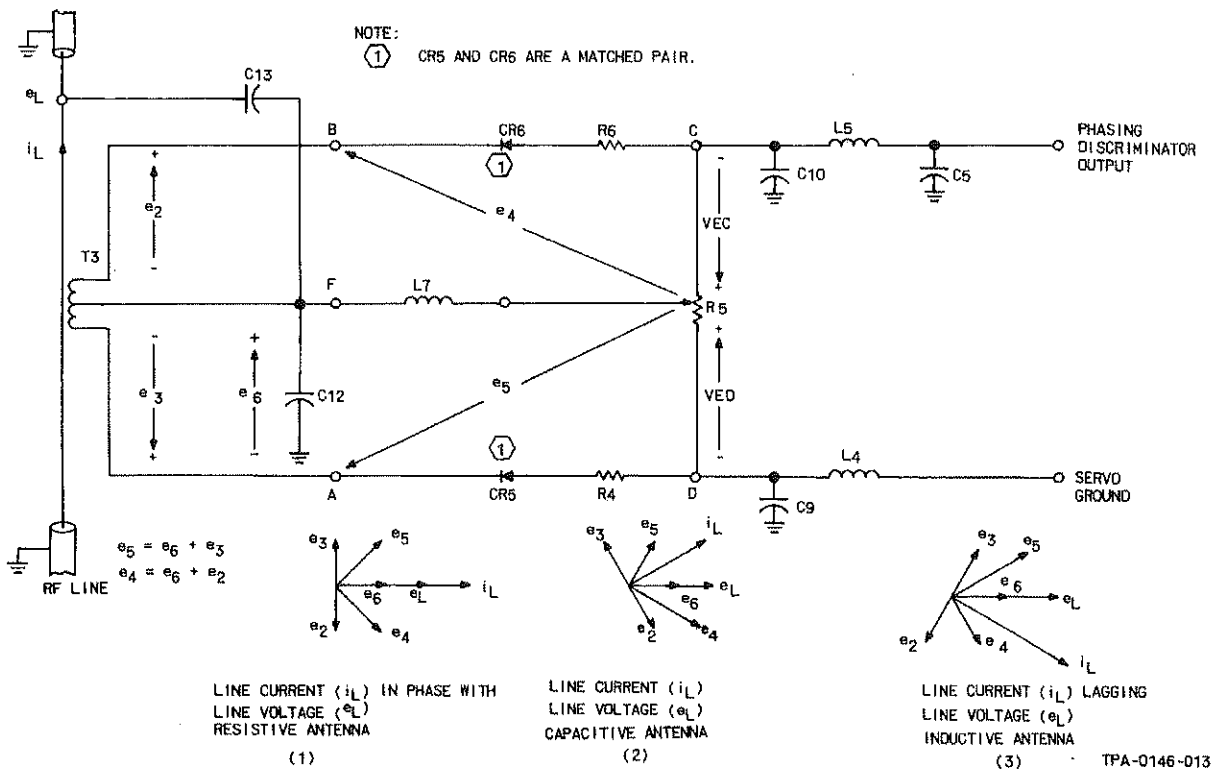 NOTE:
1 CR5 AND CR6 ARE A MATCHED PAIR.
C13
eL
iL
B
CR6
R6
C
L5
PHASING
DISCRIMINATOR
OUTPUT
1
C10
C5
e2
e4
VEC
T3
F
L7
R5
e3
e6
C12
e5
VED
1
A
CR5
R4
D
L4
SERVO
GROUND
C9
RF LINE
e5 = e6 + e3
e4 = e6 + e2
e3
e5
e6
eL
iL
e2
e4
e3
e5
iL
e6
eL
e2
e4
e3
e5
e6
eL
e2
e4
iL
LINE CURRENT (iL) IN PHASE WITH
LINE VOLTAGE (eL)
RESISTIVE ANTENNA
(1)
LINE CURRENT (iL)
LINE VOLTAGE (eL)
CAPACITIVE ANTENNA
(2)
LINE CURRENT (iL) LAGGING
LINE VOLTAGE (eL)
INDUCTIVE ANTENNA
(3)
TPA-0146-013